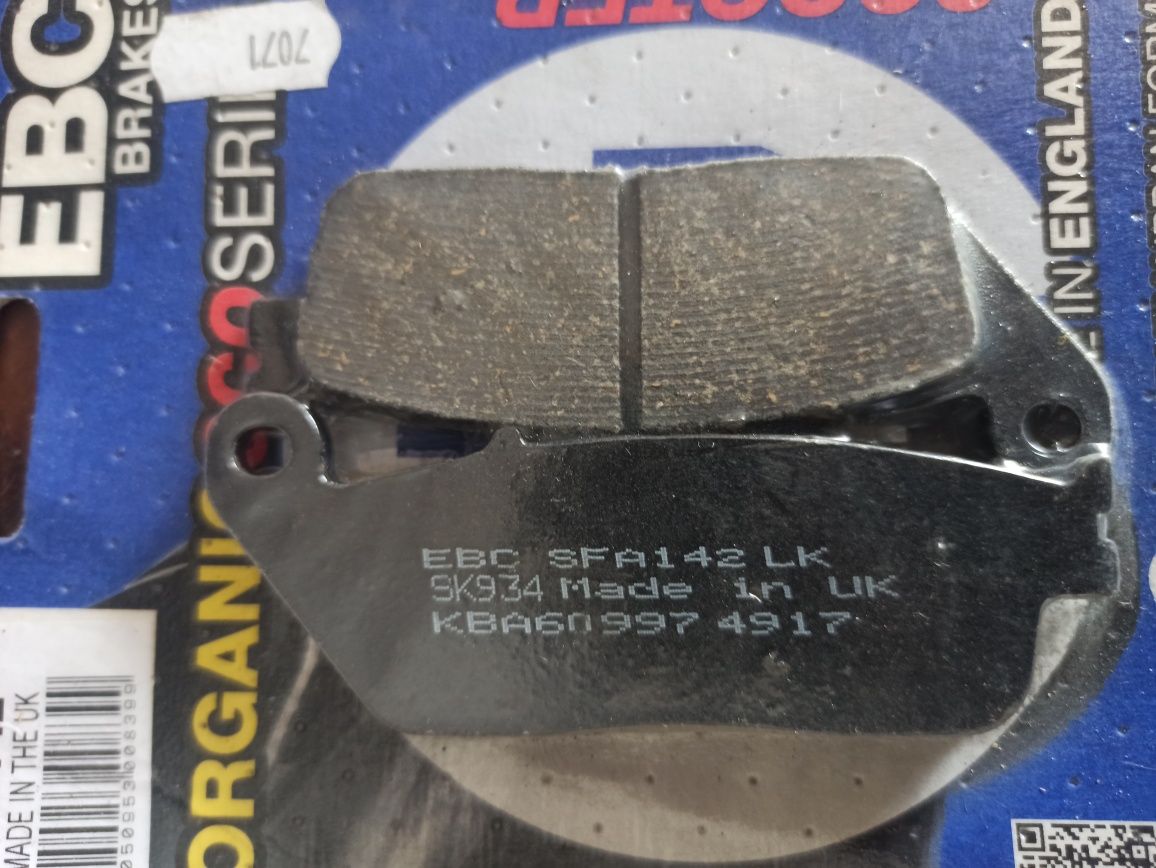 EBC
BRAKES
7071
SCOOTER
ORGANIC
SERI
IN ENGLAND
EBC SFA142 LK
SK934 Made in UK
KBA60997 4917
MADE IN THE UK